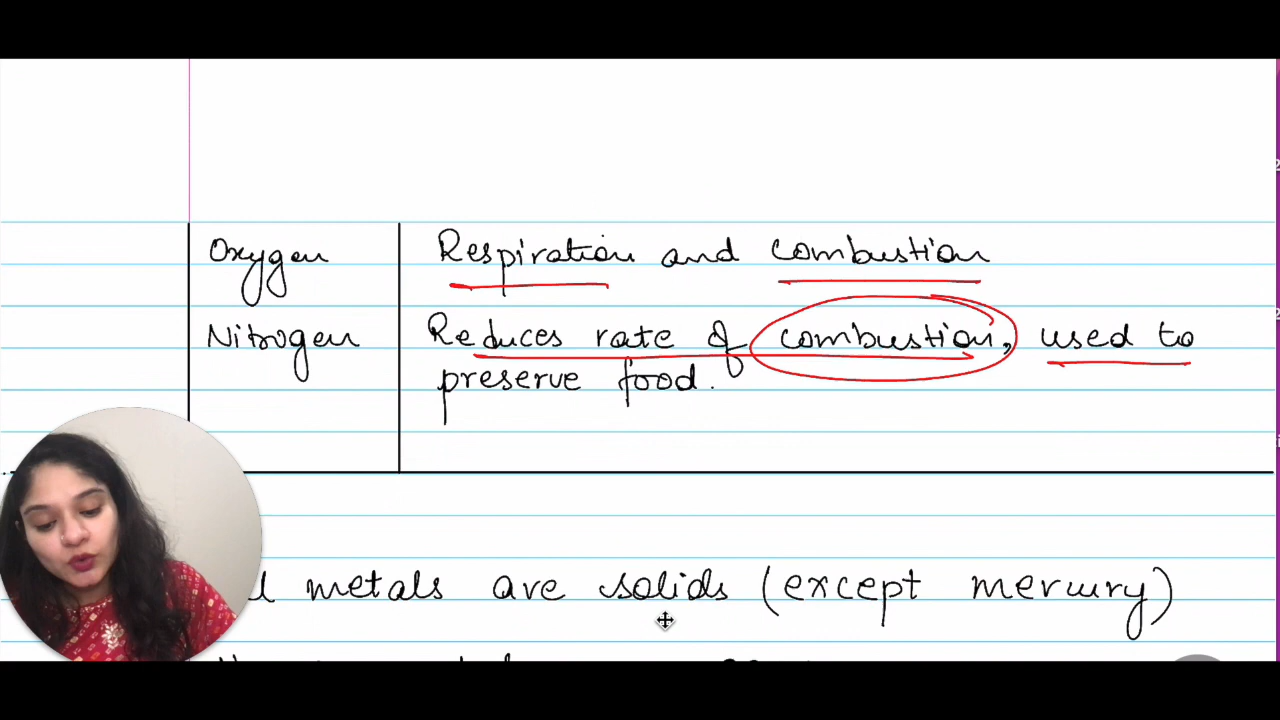 Oxygen Respiration and combustion
Nitrogen Reduces rate of combustion, used to
preserve food.
metals are solids (except mercury)